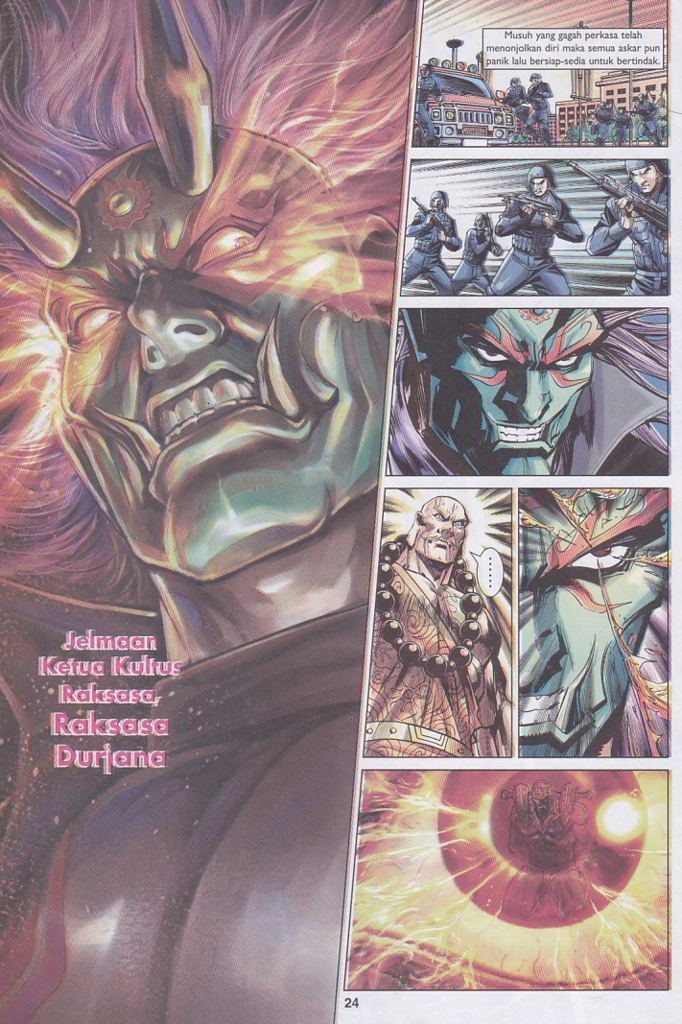 Musuh yang gagah perkasa telah
menonjolkan diri maka semua askar pun
panik lalu bersiap-sedia untuk bertindak.
......
Jelmaan
Ketua Kultus
Raksasa,
Raksasa
Durjana
24